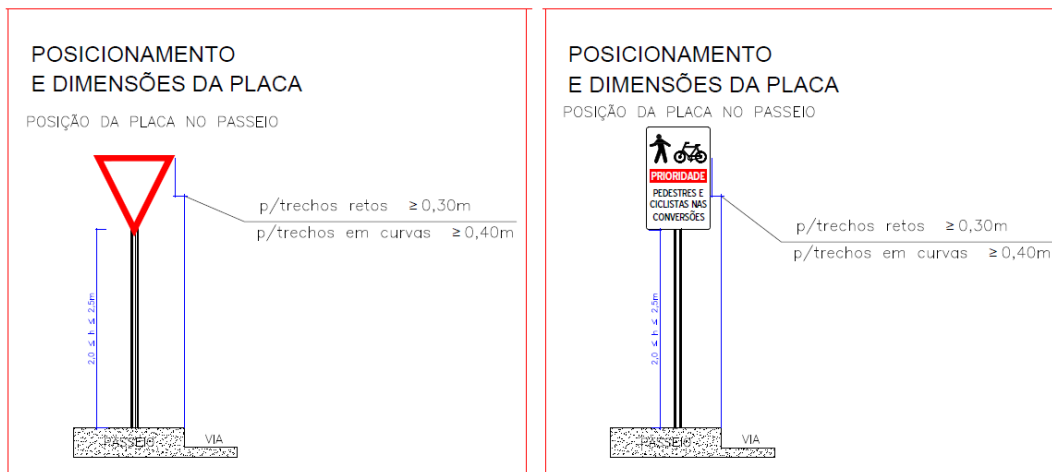 POSICIONAMENTO
E DIMENSÕES DA PLACA
POSIÇÃO DA PLACA NO PASSEIO
p/trechos retos ≥0,30m
p/trechos em curvas ≥0,40m
2,0 ≤ h ≤ 2,5m
PASSEIO
VIA
POSICIONAMENTO
E DIMENSÕES DA PLACA
POSIÇÃO DA PLACA NO PASSEIO
PRIORIDADE
PEDESTRES E
CICLISTAS NAS
CONVERSÕES
p/trechos retos ≥0,30m
p/trechos em curvas ≥0,40m
2,0 ≤ h ≤ 2,5m
PASSEIO
VIA